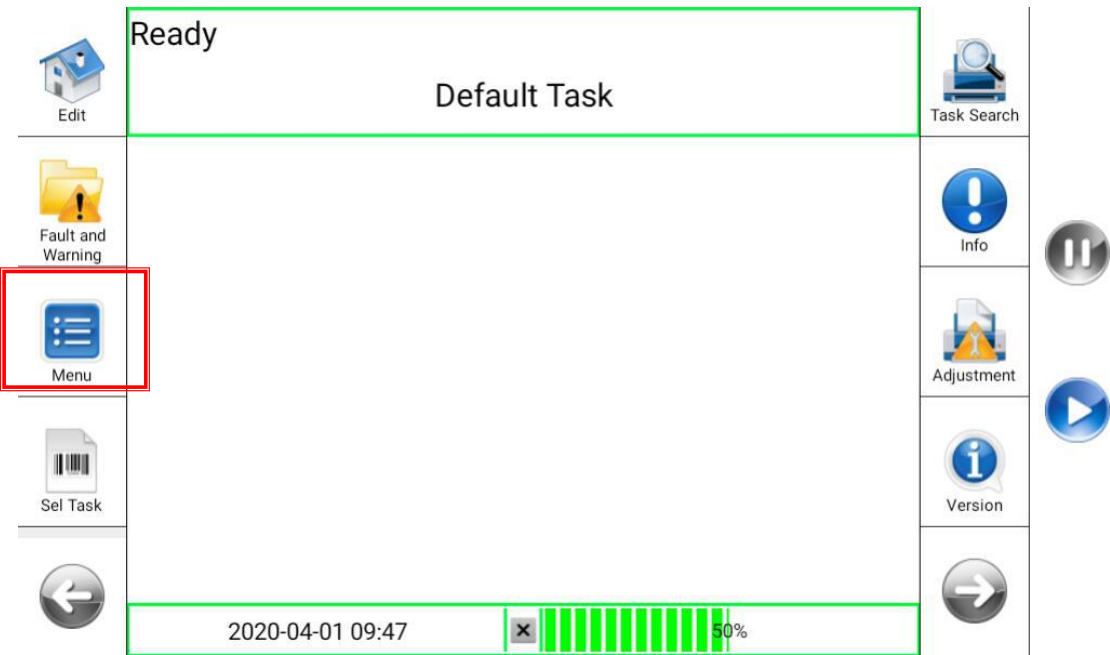 Ready
Default Task
Edit
Task Search
Fault and
Warning
Info
Menu
Adjustment
Sel Task
Version
2020-04-01 09:47
50%